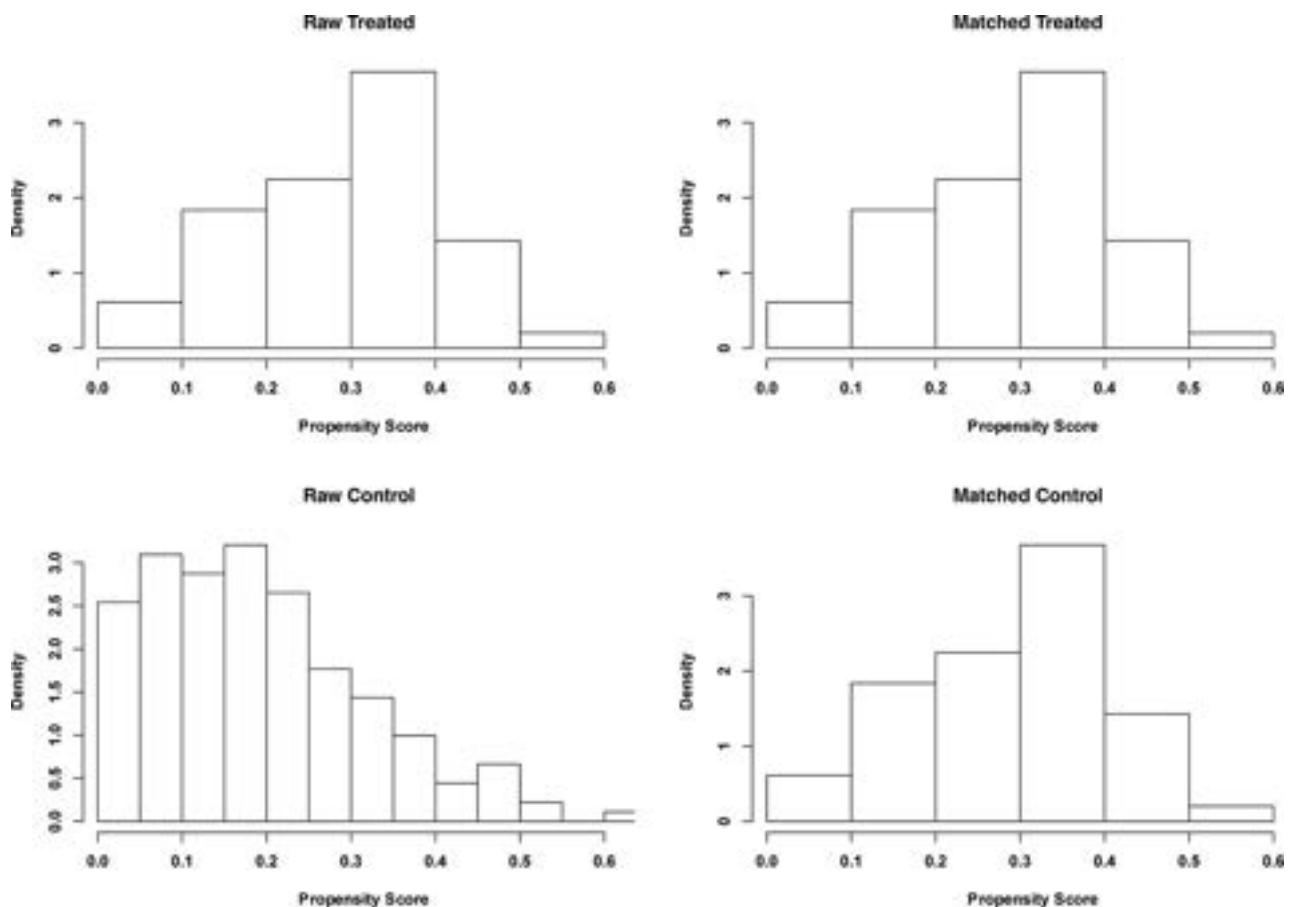 Raw Treated
Density
0 1 2 3
0.0 0.1 0.2 0.3 0.4 0.5 0.6
Propensity Score
Matched Treated
Density
0 1 2 3
0.0 0.1 0.2 0.3 0.4 0.5 0.6
Propensity Score
Raw Control
Density
0.0 0.5 1.0 1.5 2.0 2.5 3.0
0.0 0.1 0.2 0.3 0.4 0.5 0.6
Propensity Score
Matched Control
Density
0 1 2 3
0.0 0.1 0.2 0.3 0.4 0.5 0.6
Propensity Score